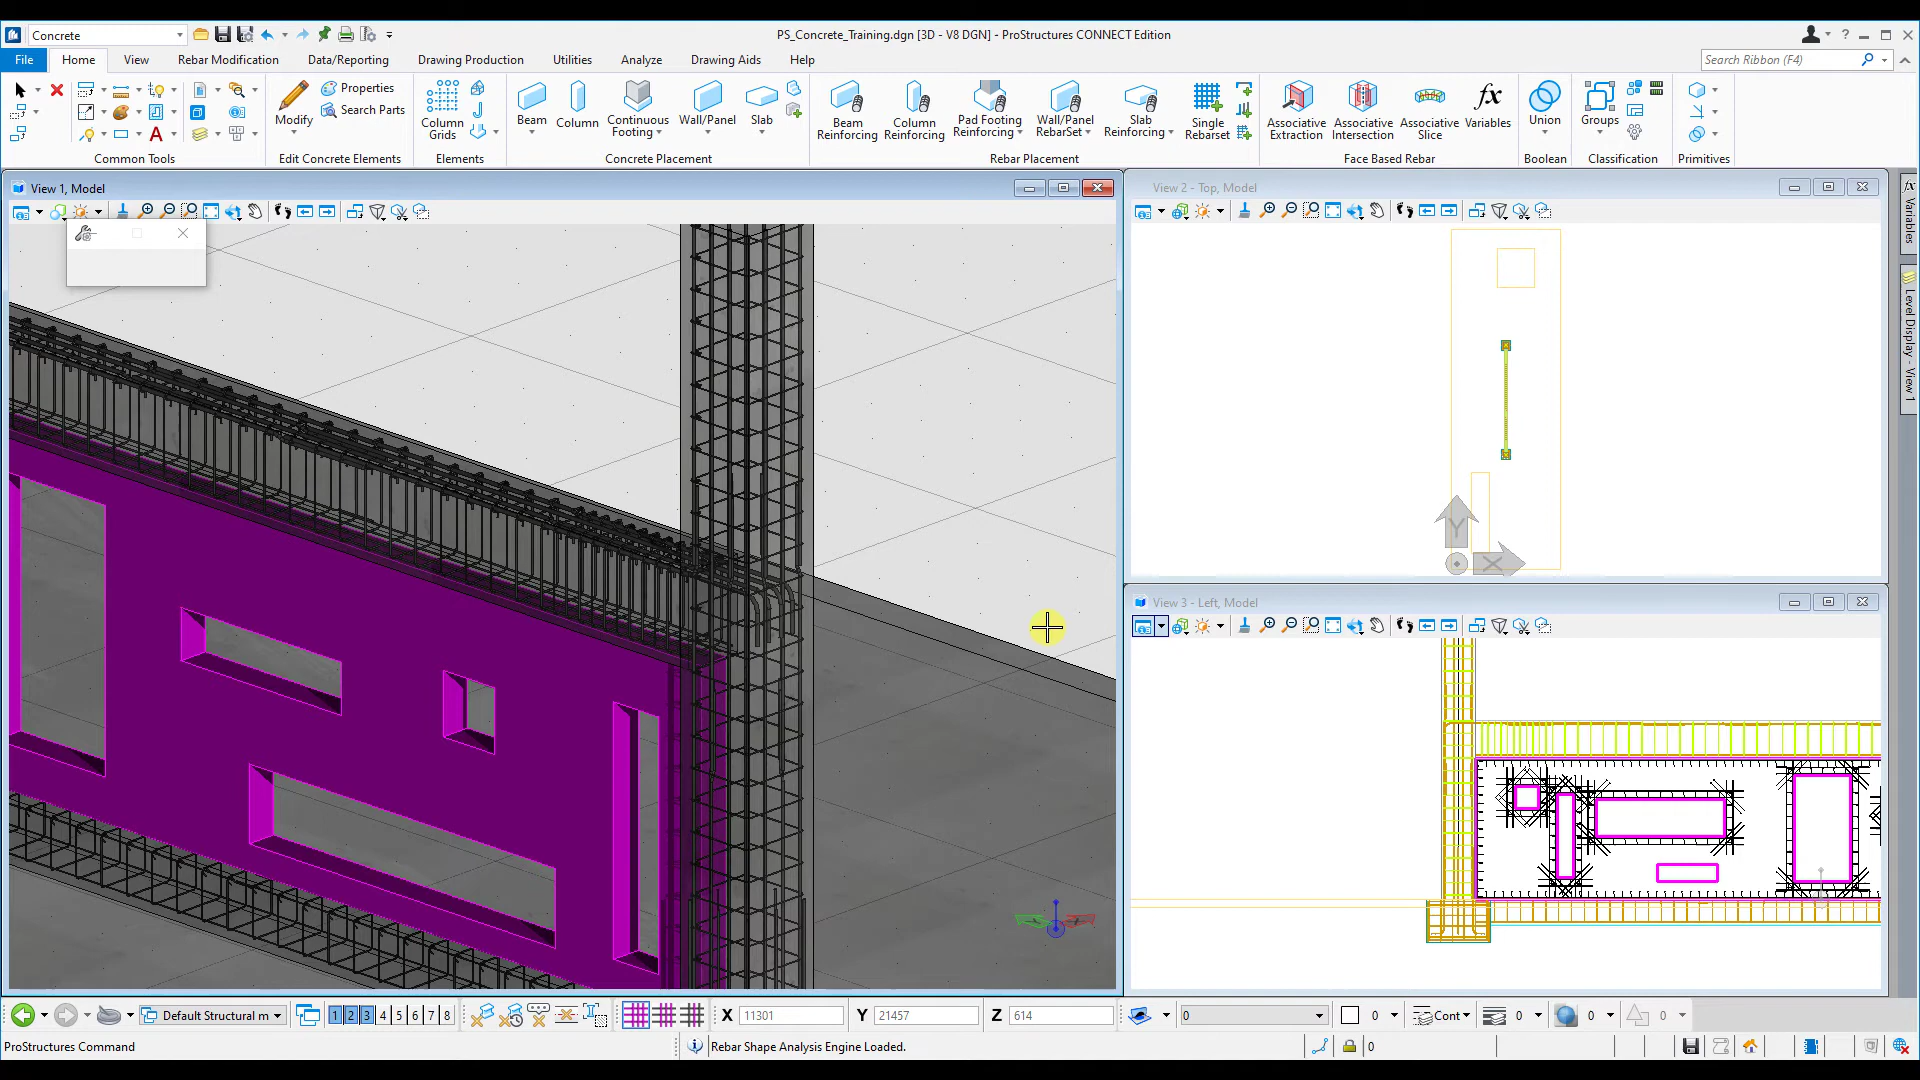 Concrete
PS_Concrete_Training.dgn [3D - V8 DGN] - ProStructures CONNECT Edition
File Home View Rebar Modification Data/Reporting Drawing Production Utilities Analyze Drawing Aids Help
Search Ribbon (F4)
Modify
Properties
Search Parts
Column Grids
Beam
Column
Continuous Footing
Wall/Panel
Slab
Beam Reinforcing
Column Reinforcing
Pad Footing Reinforcing
Wall/Panel RebarSet
Slab Reinforcing
Single Rebarset
Associative Extraction
Associative Intersection
Associative Slice
fx
Variables
Union
Groups
Common Tools
Edit Concrete Elements
Elements
Concrete Placement
Rebar Placement
Face Based Rebar
Boolean
Classification
Primitives
View 1, Model
View 2 - Top, Model
Y
X
View 3 - Left, Model
fx Variables
Level Display - View 1
Default Structural m
1 2 3 4 5 6 7 8
X 11301
Y 21457
Z 614
0
0
Cont
0
0
0
ProStructures Command
Rebar Shape Analysis Engine Loaded.
0